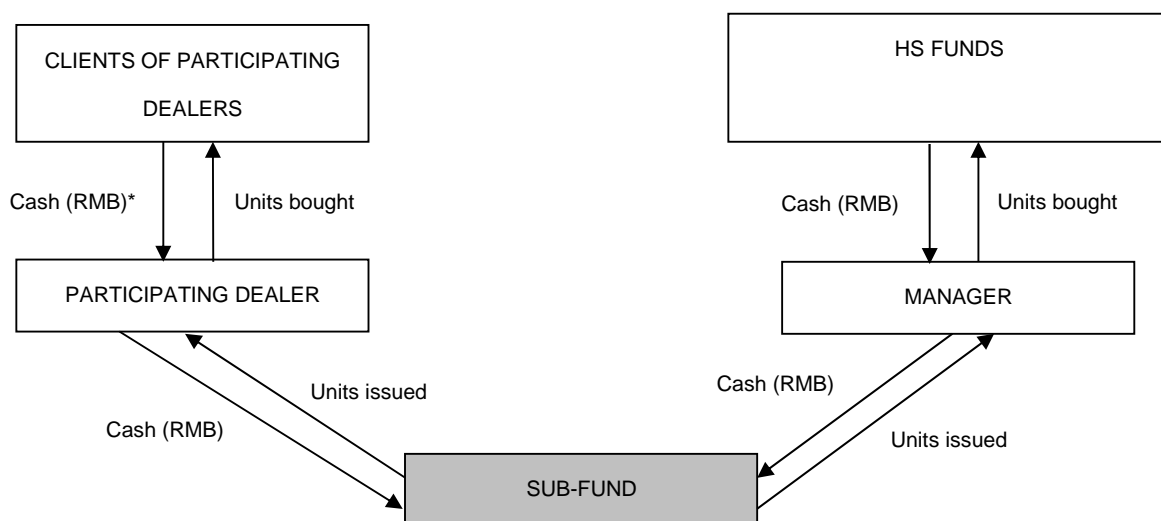 CLIENTS OF PARTICIPATING
DEALERS
HS FUNDS
Cash (RMB)*
Units bought
Cash (RMB)
Units bought
PARTICIPATING DEALER
MANAGER
Units issued
Cash (RMB)
Cash (RMB)
Units issued
SUB-FUND